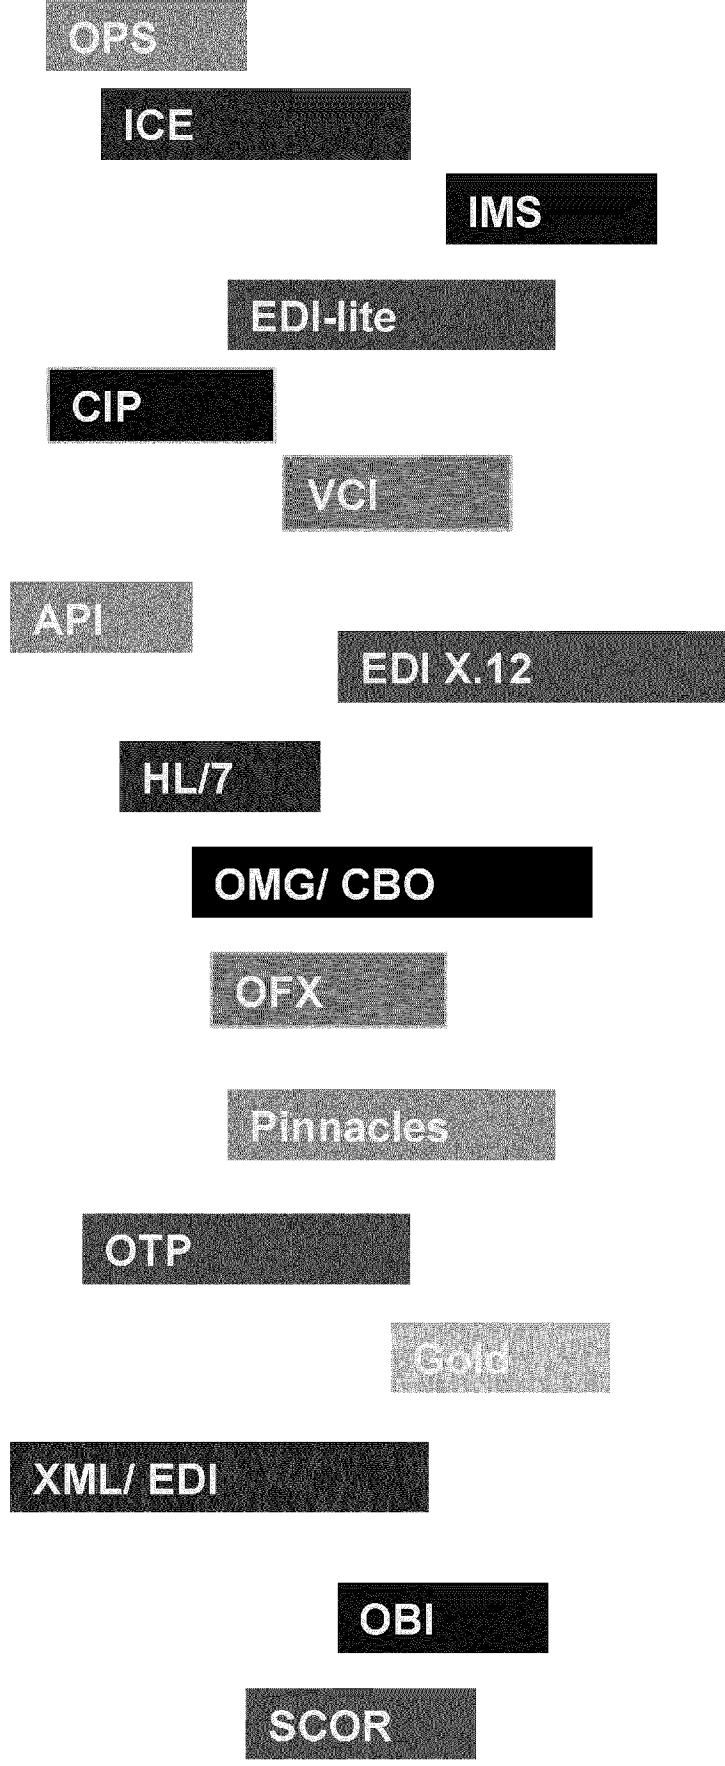 OPS
ICE
IMS
EDI-lite
CIP
VCI
API
EDI X.12
HL/7
OMG/ CBO
OFX
Pinnacles
OTP
Gold
XML/ EDI
OBI
SCOR